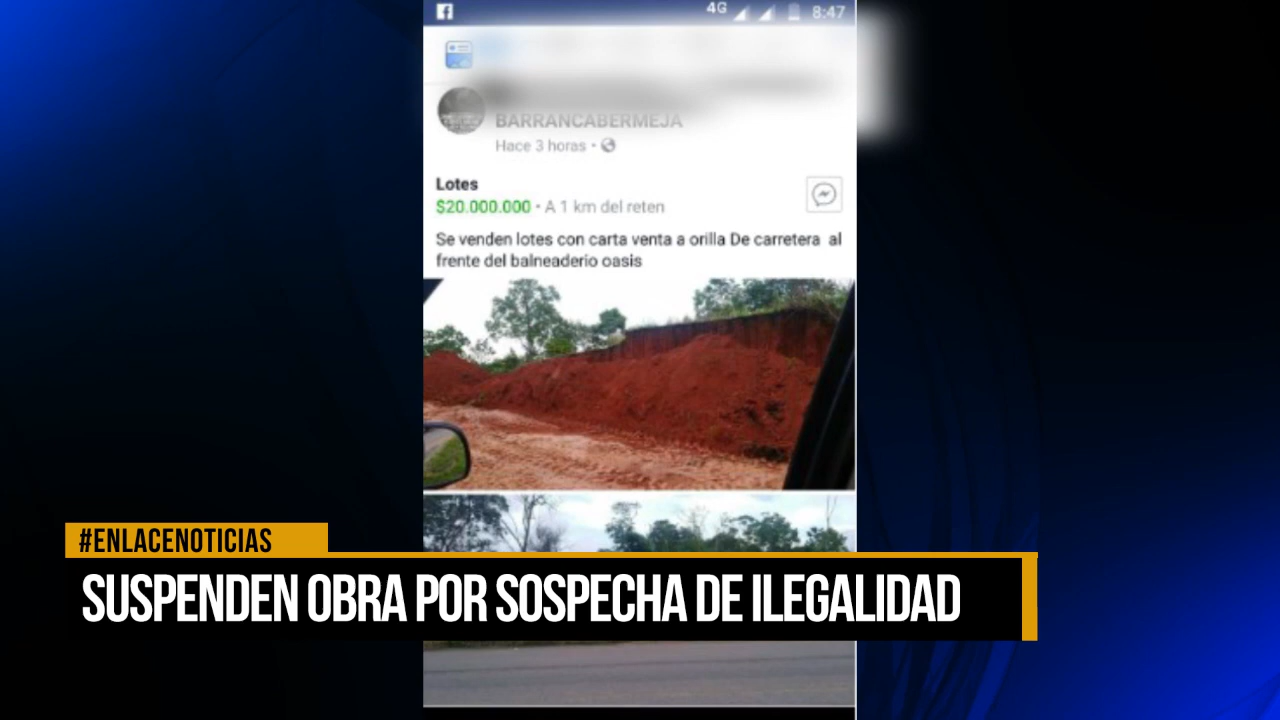 4G 8:47
BARRANCABERMEJA
Hace 3 horas •
Lotes
$20.000.000 • A 1 km del reten
Se venden lotes con carta venta a orilla De carretera al
frente del balneaderio oasis
#ENLACENOTICIAS
SUSPENDEN OBRA POR SOSPECHA DE ILEGALIDAD